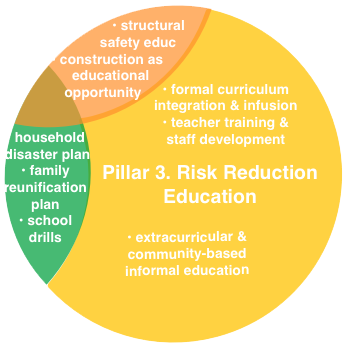 · structural
safety educ
construction as
educational
opportunity
· formal curriculum
integration & infusion
· teacher training &
staff development
household
disaster plan
· family
reunification
plan
· school
drills
Pillar 3. Risk Reduction
Education
· extracurricular &
community-based
informal education